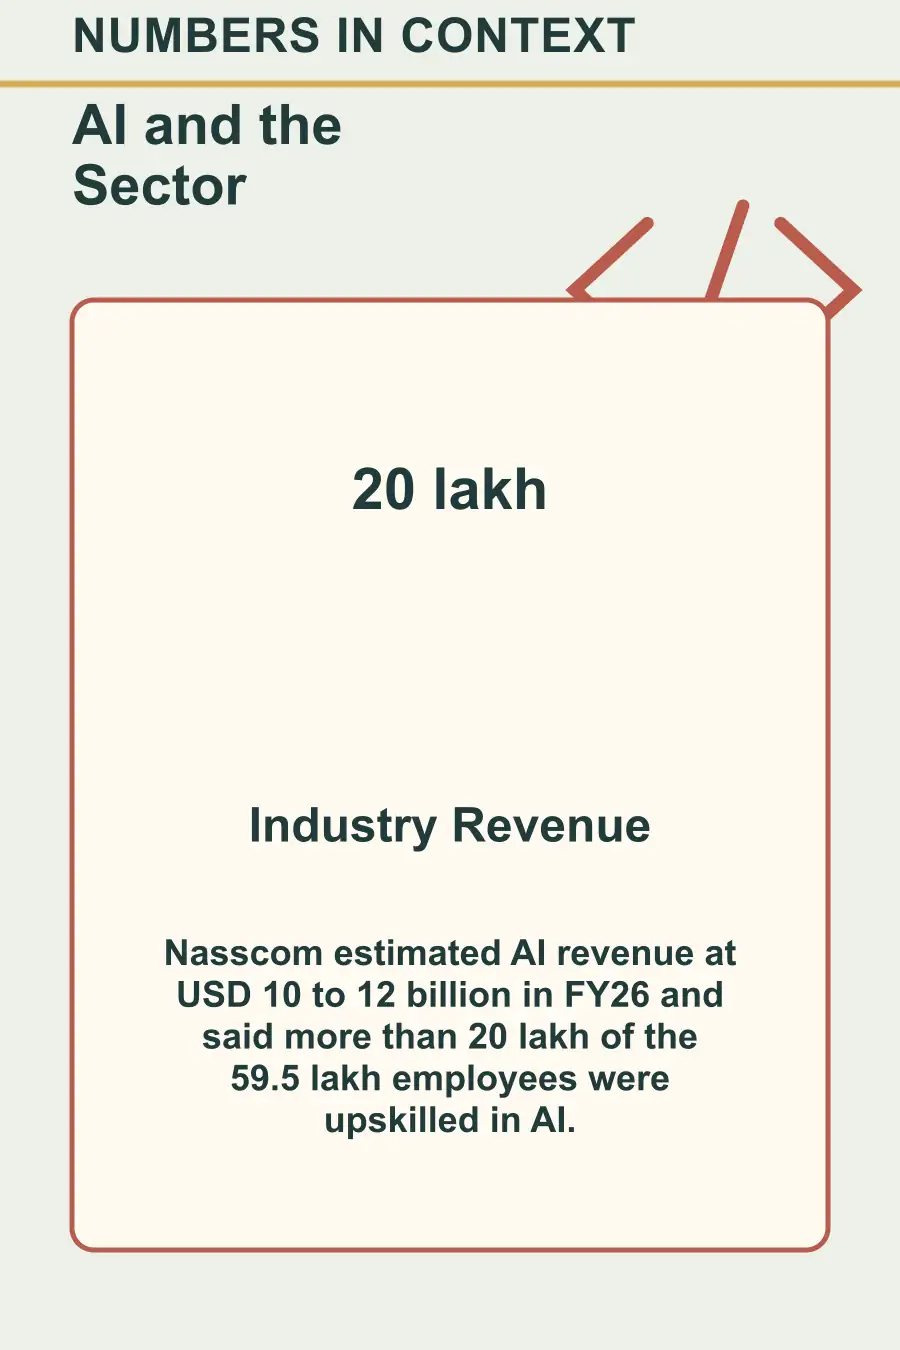 NUMBERS IN CONTEXT
AI and the
Sector
20 lakh
Industry Revenue
Nasscom estimated AI revenue at
USD 10 to 12 billion in FY26 and
said more than 20 lakh of the
59.5 lakh employees were
upskilled in AI.